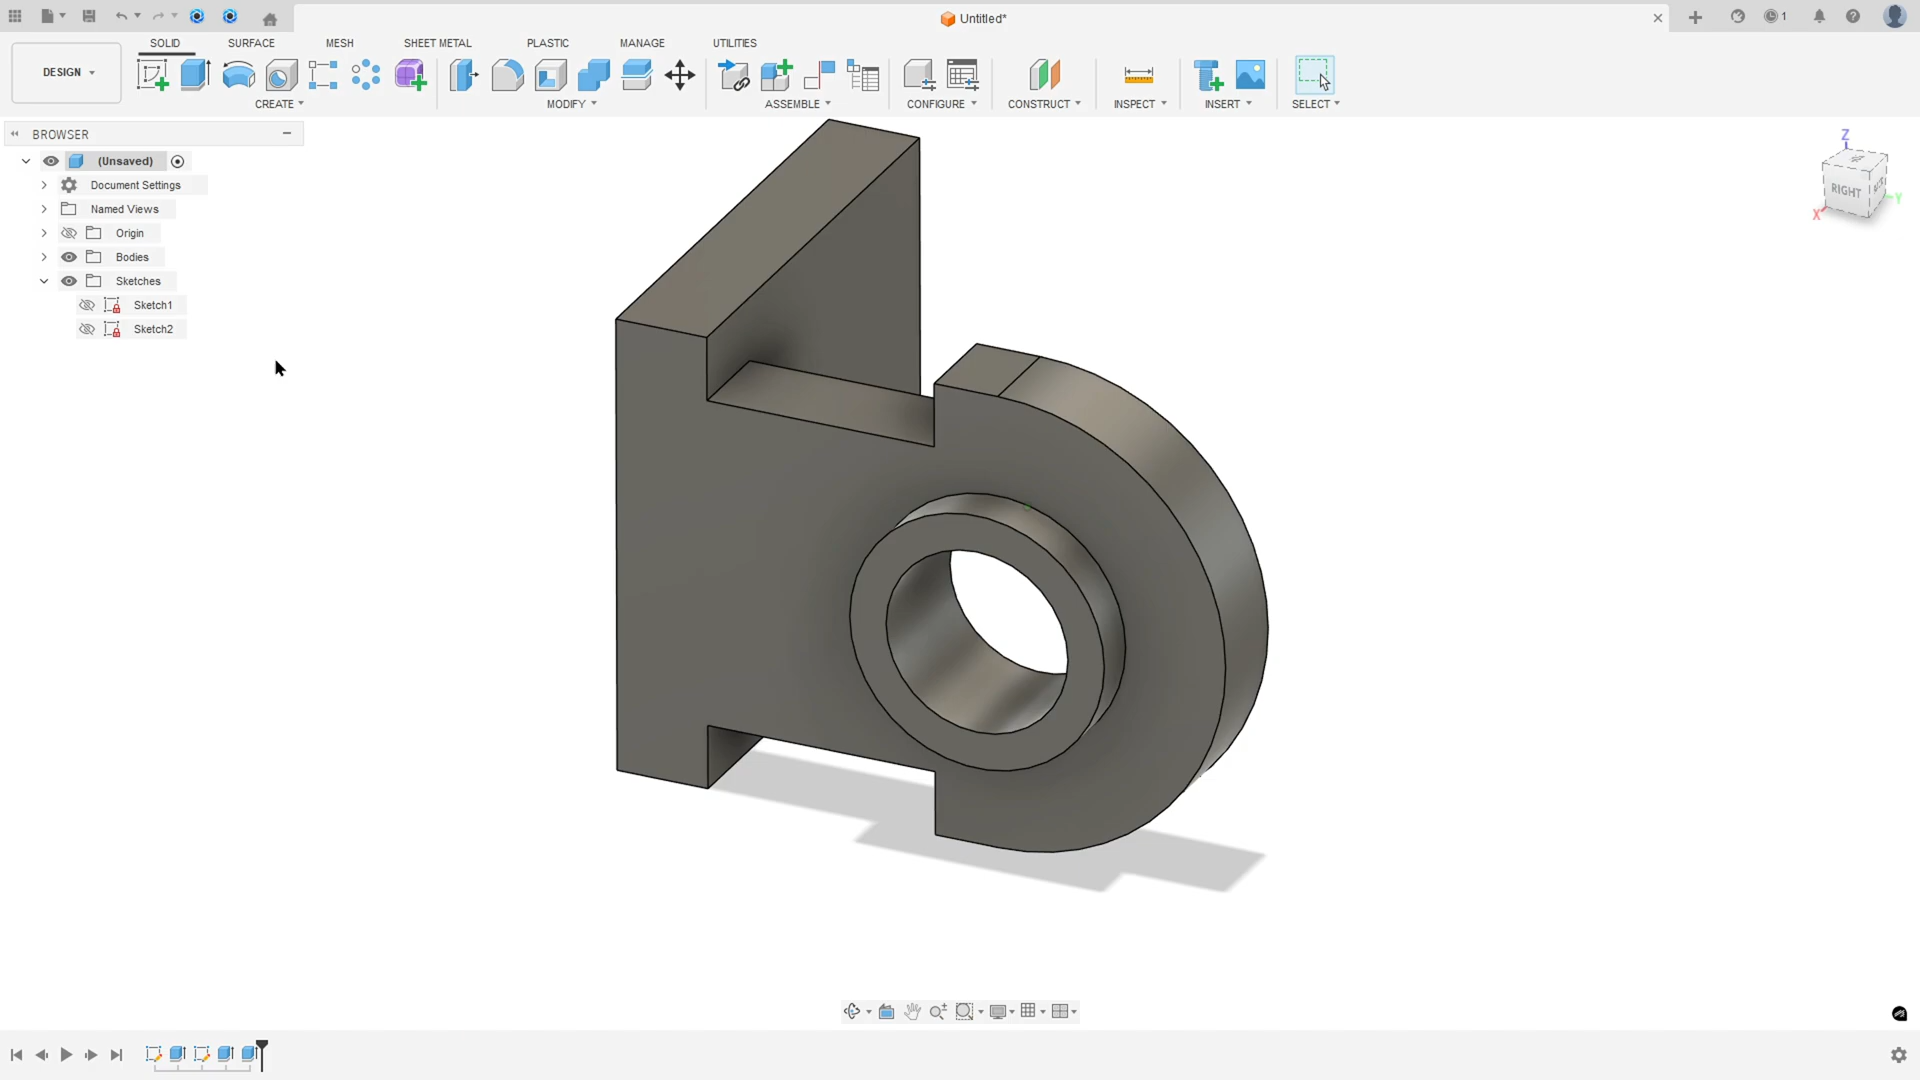 Untitled*
1
DESIGN
SOLID SURFACE MESH SHEET METAL PLASTIC MANAGE UTILITIES
CREATE MODIFY ASSEMBLE CONFIGURE CONSTRUCT INSPECT INSERT SELECT
BROWSER
(Unsaved)
Document Settings
Named Views
Origin
Bodies
Sketches
Sketch1
Sketch2
Z
RIGHT
Y
X